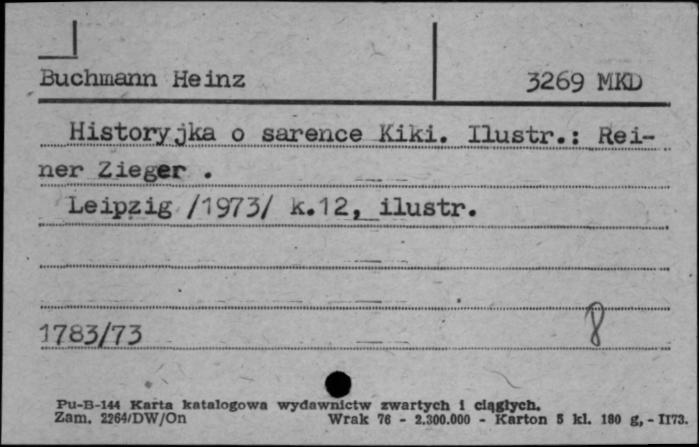 Buchmann Heinz 3269 MKD
Historyjka o sarence Kiki. Ilustr.: Rei-
ner Zieger .
Leipzig /1973/ k.12, ilustr.
1783/73 8
Pu-B-144 Karta katalogowa wydawnictw zwartych i ciągłych.
Zam. 2264/DW/On Wrak 76 - 2.300.000 - Karton 5 kl. 180 g, - II73.